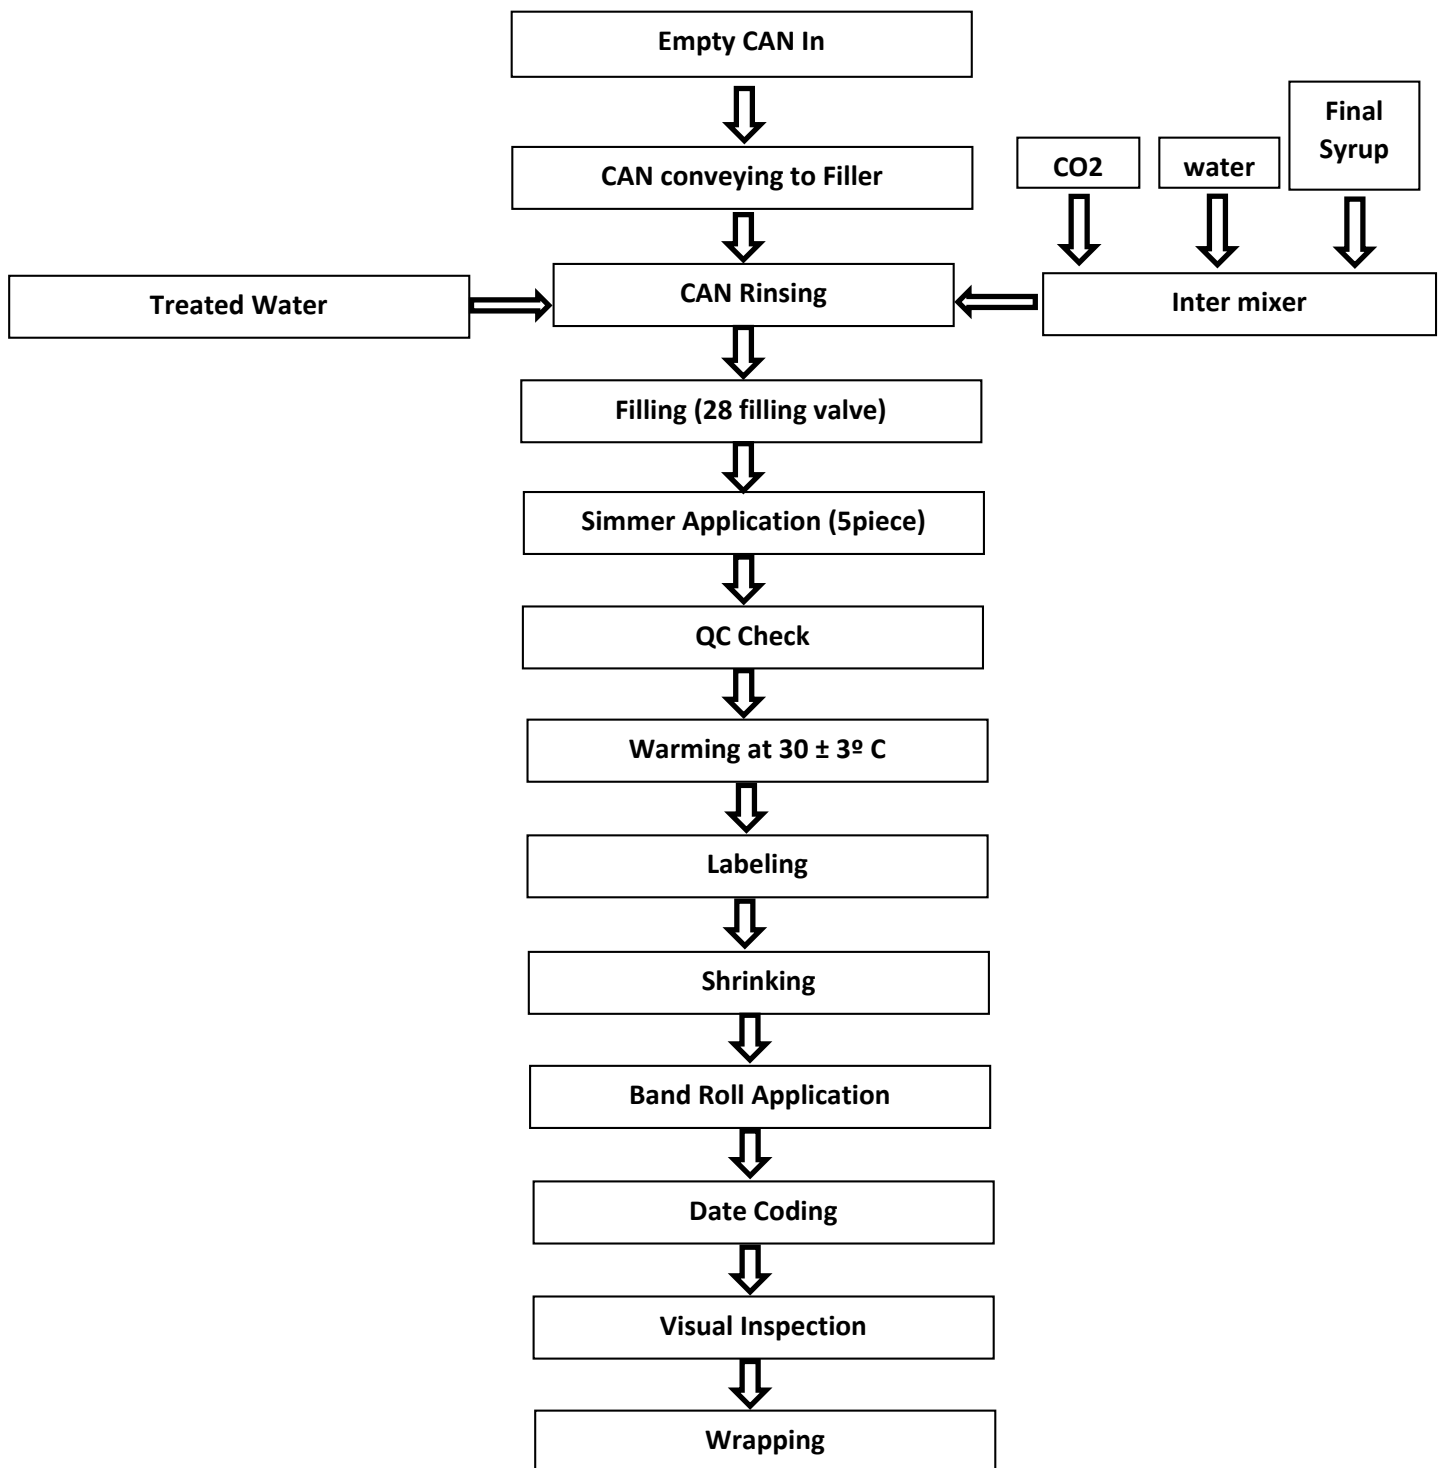 Empty CAN In
CAN conveying to Filler
CO2
water
Final
Syrup
Treated Water
CAN Rinsing
Inter mixer
Filling (28 filling valve)
Simmer Application (5piece)
QC Check
Warming at 30 ± 3º C
Labeling
Shrinking
Band Roll Application
Date Coding
Visual Inspection
Wrapping